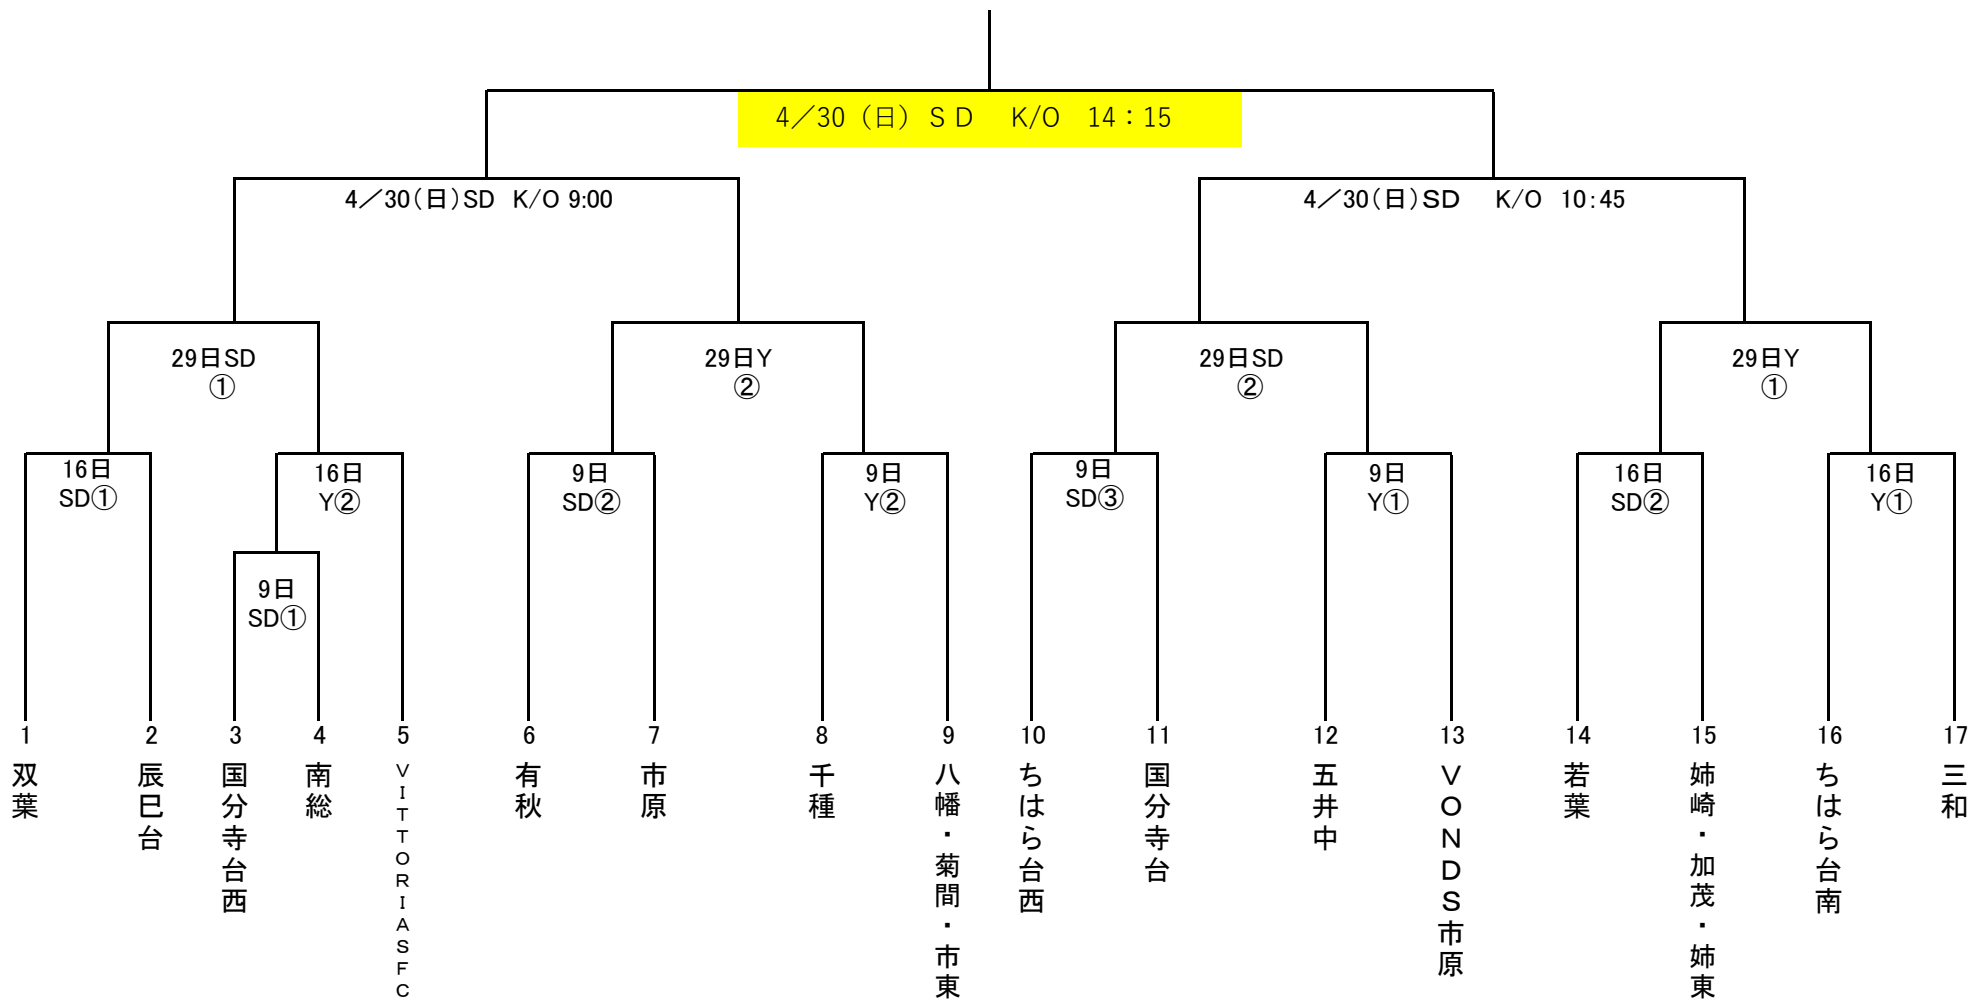 4／30（日）ＳＤ　K/O　14：15
4／30（日）SD　K/O 9:00
4／30（日）SD　K/O　10：45
29日SD
①
29日Y
②
29日SD
②
29日Y
①
16日
SD①
16日
Y②
9日
SD②
9日
Y②
9日
SD③
9日
Y①
16日
SD②
16日
Y①
9日
SD①
1
双葉
2
辰巳台
3
国分寺台西
4
南総
5
VITTORIASFC
6
有秋
7
市原
8
千種
9
八幡・菊間・市東
10
ちはら台西
11
国分寺台
12
五井中
13
ＶＯＮＤＳ市原
14
若葉
15
姉崎・加茂・姉東
16
ちはら台南
17
三和